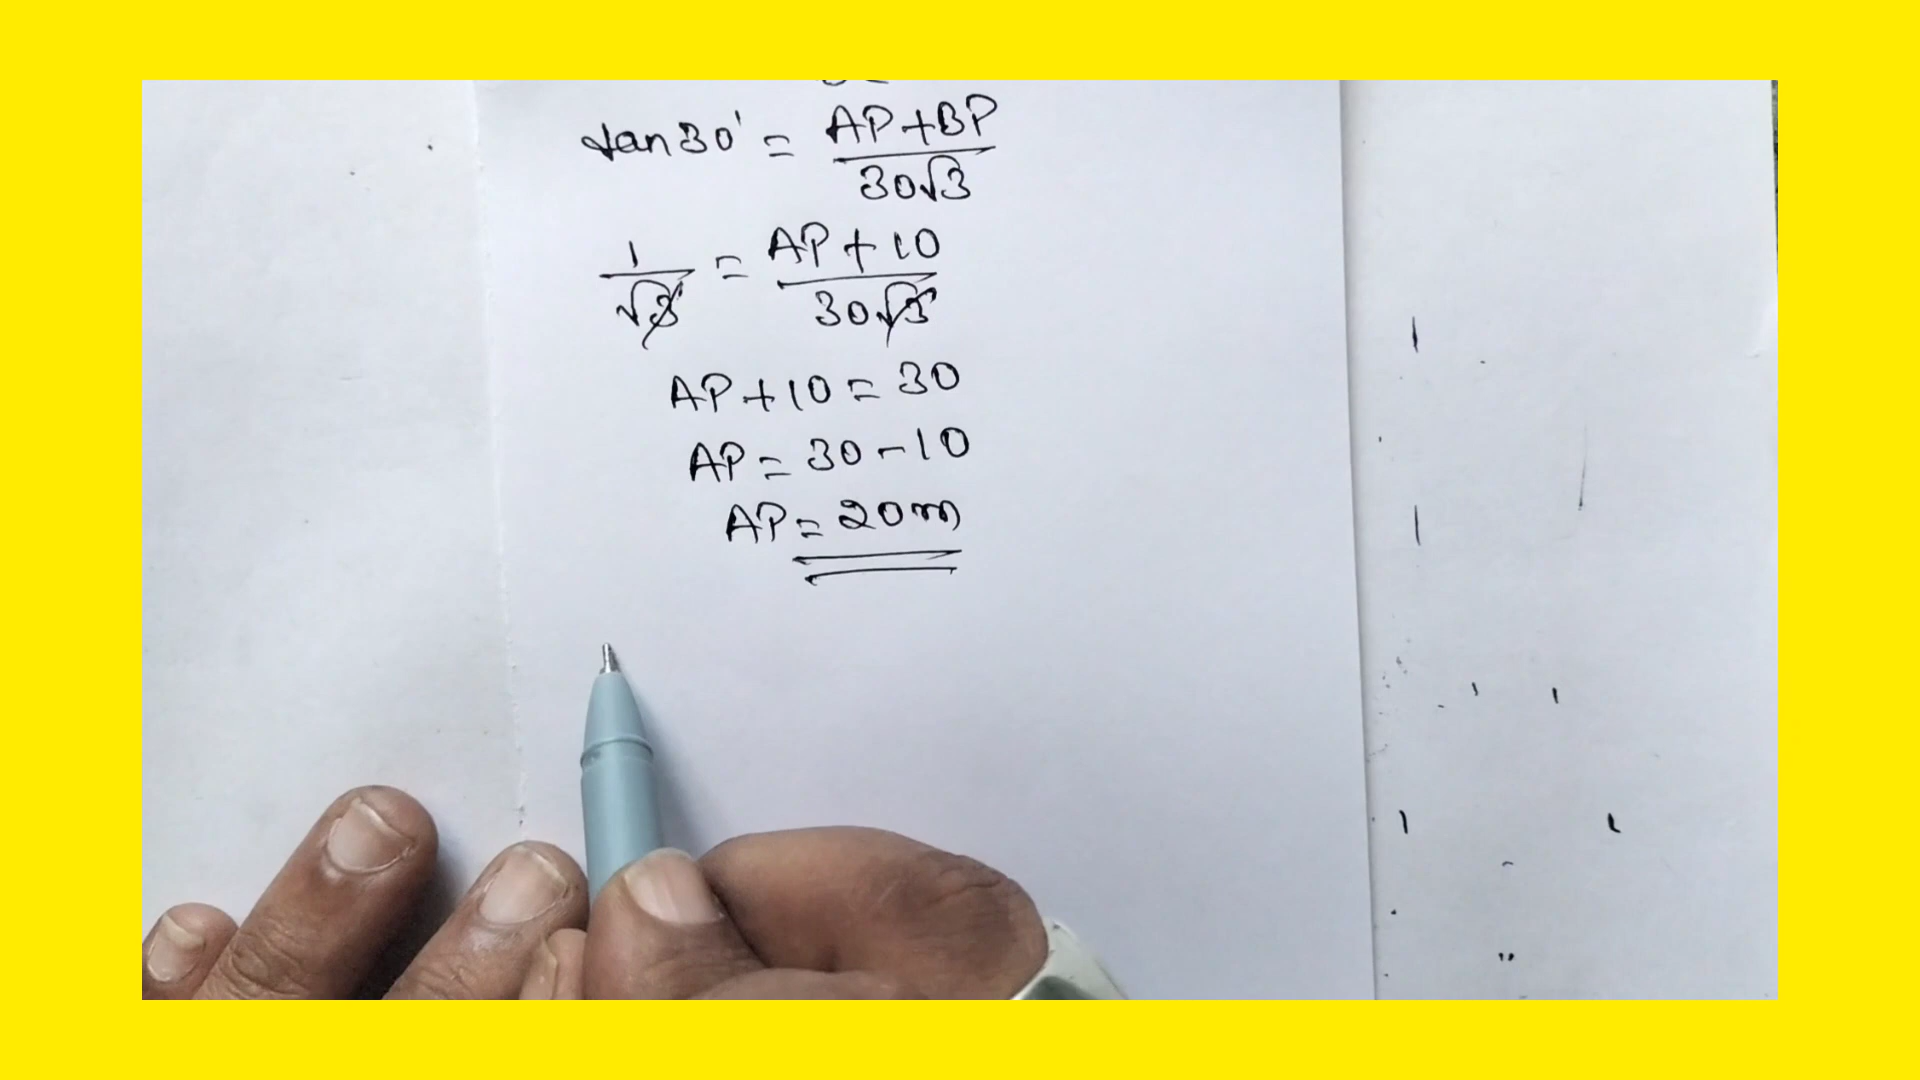 tan30' = AP+BP / 30√3
1/√3 = AP+10 / 30√3
AP+10 = 30
AP = 30-10
AP = 20m